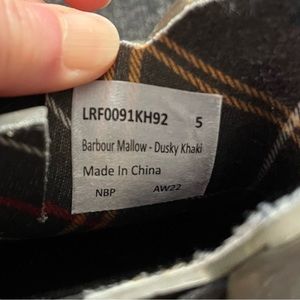 LRF0091KH92 5
Barbour Mallow - Dusky Khaki
Made In China
NBP AW22